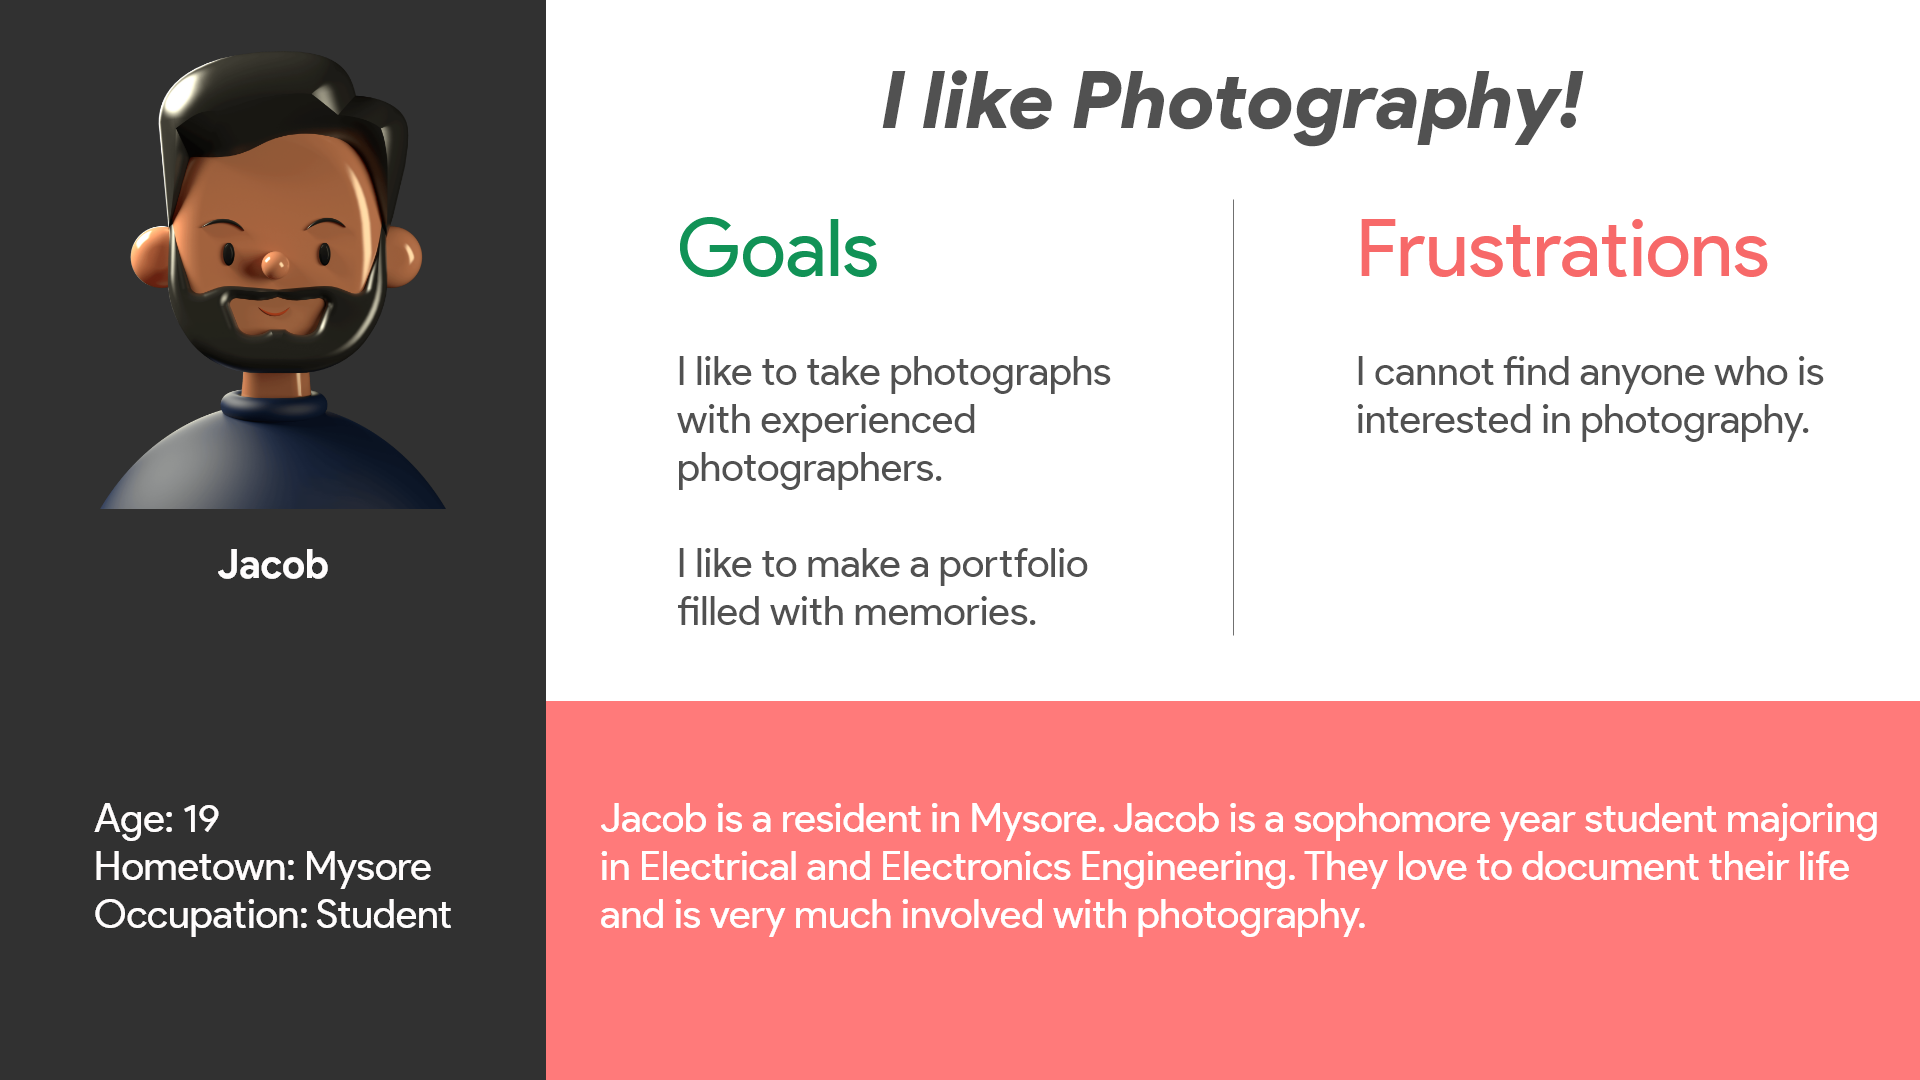 I like Photography!
Goals
I like to take photographs
with experienced
photographers.
I like to make a portfolio
filled with memories.
Frustrations
I cannot find anyone who is
interested in photography.
Jacob
Age: 19
Hometown: Mysore
Occupation: Student
Jacob is a resident in Mysore. Jacob is a sophomore year student majoring
in Electrical and Electronics Engineering. They love to document their life
and is very much involved with photography.